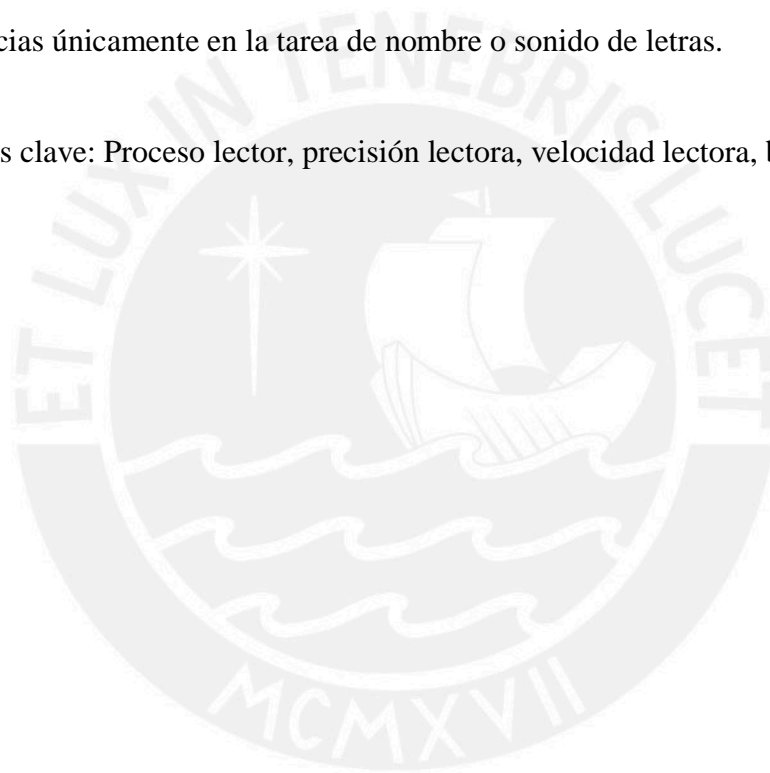 cias únicamente en la tarea de nombre o sonido de letras.
s clave: Proceso lector, precisión lectora, velocidad lectora,
ET LUX IN TENEBRIS LUCET
MCMXVII